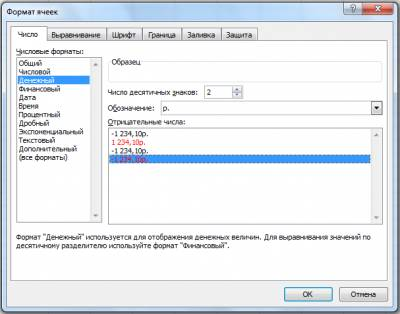 Формат ячеек
Число
Выравнивание
Шрифт
Граница
Заливка
Защита
Числовые форматы:
Общий
Числовой
Денежный
Финансовый
Дата
Время
Процентный
Дробный
Экспоненциальный
Текстовый
Дополнительный
(все форматы)
Образец
Число десятичных знаков: 2
Обозначение: р.
Отрицательные числа:
-1 234,10р.
1 234,10р.
-1 234,10р.
-1 234,10р.
Формат "Денежный" используется для отображения денежных величин. Для выравнивания значений по
десятичному разделителю используйте формат "Финансовый".
ОК
Отмена